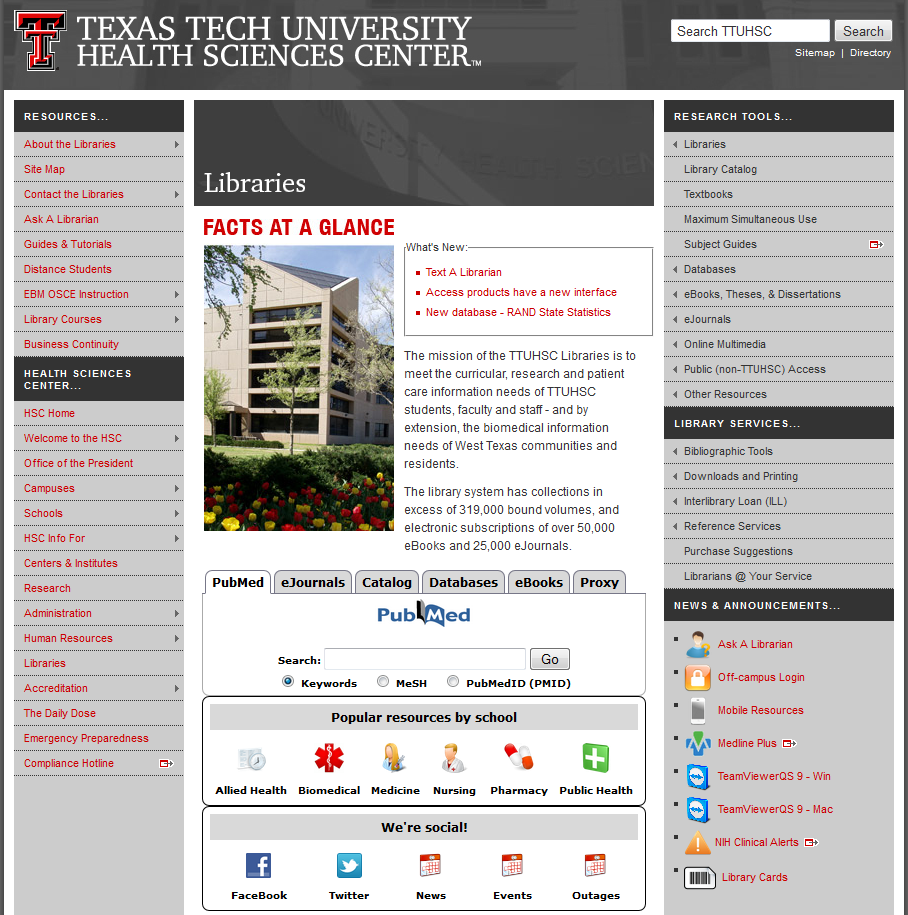 TEXAS TECH UNIVERSITY
HEALTH SCIENCES CENTER™
Search TTUHSC
Search
Sitemap | Directory
RESOURCES...
About the Libraries
Site Map
Contact the Libraries
Ask A Librarian
Guides & Tutorials
Distance Students
EBM OSCE Instruction
Library Courses
Business Continuity
HEALTH SCIENCES
CENTER...
HSC Home
Welcome to the HSC
Office of the President
Campuses
Schools
HSC Info For
Centers & Institutes
Research
Administration
Human Resources
Libraries
Accreditation
The Daily Dose
Emergency Preparedness
Compliance Hotline
Libraries
FACTS AT A GLANCE
What's New:
Text A Librarian
Access products have a new interface
New database - RAND State Statistics
The mission of the TTUHSC Libraries is to
meet the curricular, research and patient
care information needs of TTUHSC
students, faculty and staff - and by
extension, the biomedical information
needs of West Texas communities and
residents.
The library system has collections in
excess of 319,000 bound volumes, and
electronic subscriptions of over 50,000
eBooks and 25,000 eJournals.
PubMed eJournals Catalog Databases eBooks Proxy
PubMed
Search: Go
Keywords MeSH PubMedID (PMID)
Popular resources by school
Allied Health Biomedical Medicine Nursing Pharmacy Public Health
We're social!
FaceBook Twitter News Events Outages
RESEARCH TOOLS...
Libraries
Library Catalog
Textbooks
Maximum Simultaneous Use
Subject Guides
Databases
eBooks, Theses, & Dissertations
eJournals
Online Multimedia
Public (non-TTUHSC) Access
Other Resources
LIBRARY SERVICES...
Bibliographic Tools
Downloads and Printing
Interlibrary Loan (ILL)
Reference Services
Purchase Suggestions
Librarians @ Your Service
NEWS & ANNOUNCEMENTS...
Ask A Librarian
Off-campus Login
Mobile Resources
Medline Plus
TeamViewerQS 9 - Win
TeamViewerQS 9 - Mac
NIH Clinical Alerts
Library Cards